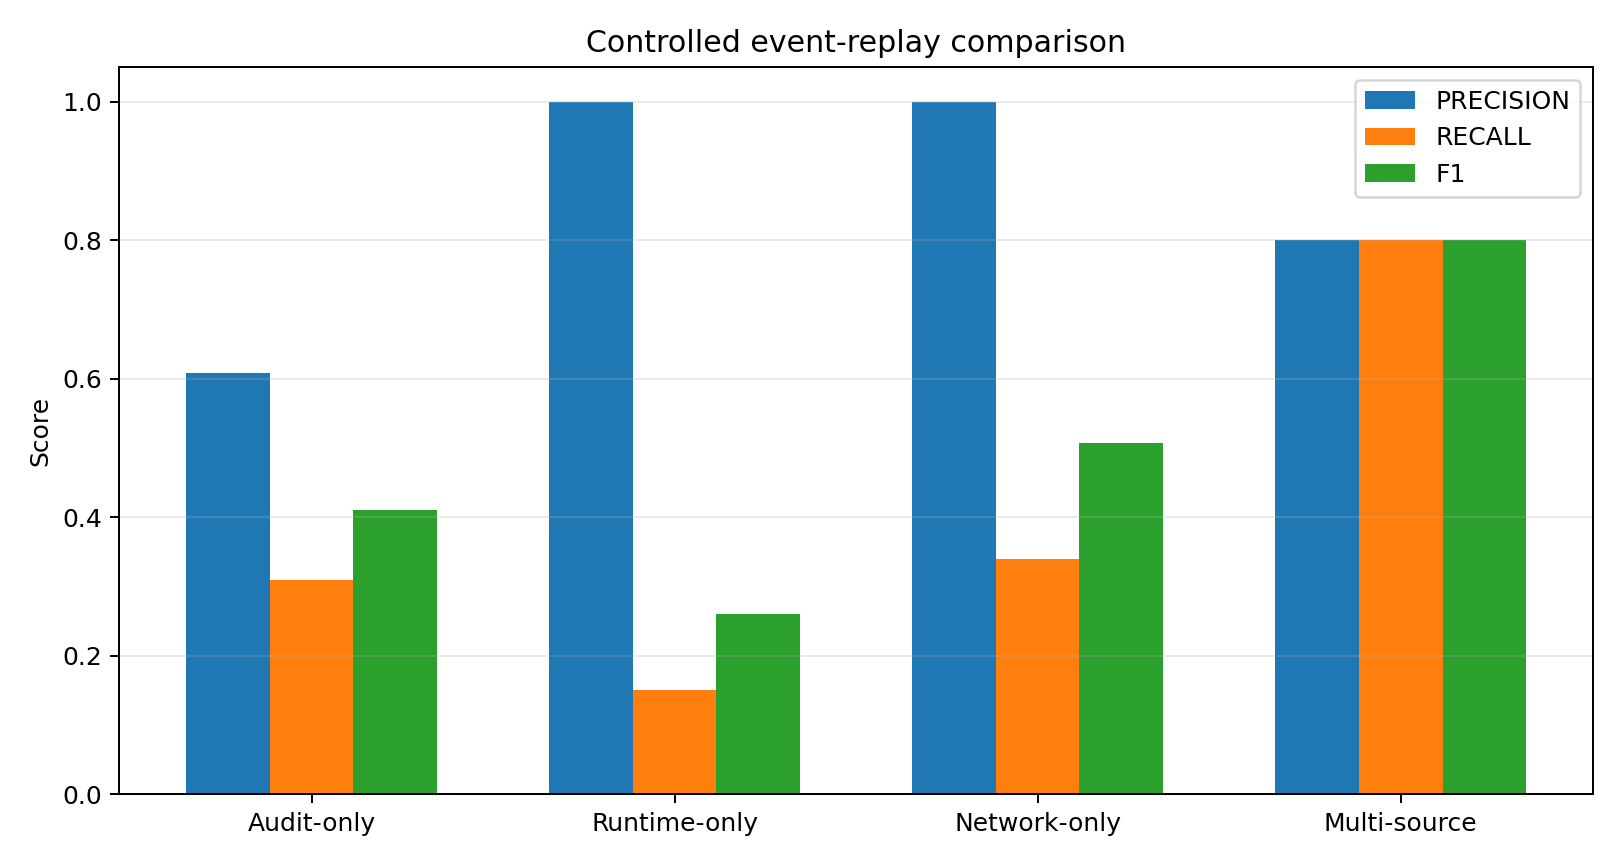 Controlled event-replay comparison
PRECISION
RECALL
F1
1.0
0.8
0.6
0.4
0.2
0.0
Score
Audit-only
Runtime-only
Network-only
Multi-source